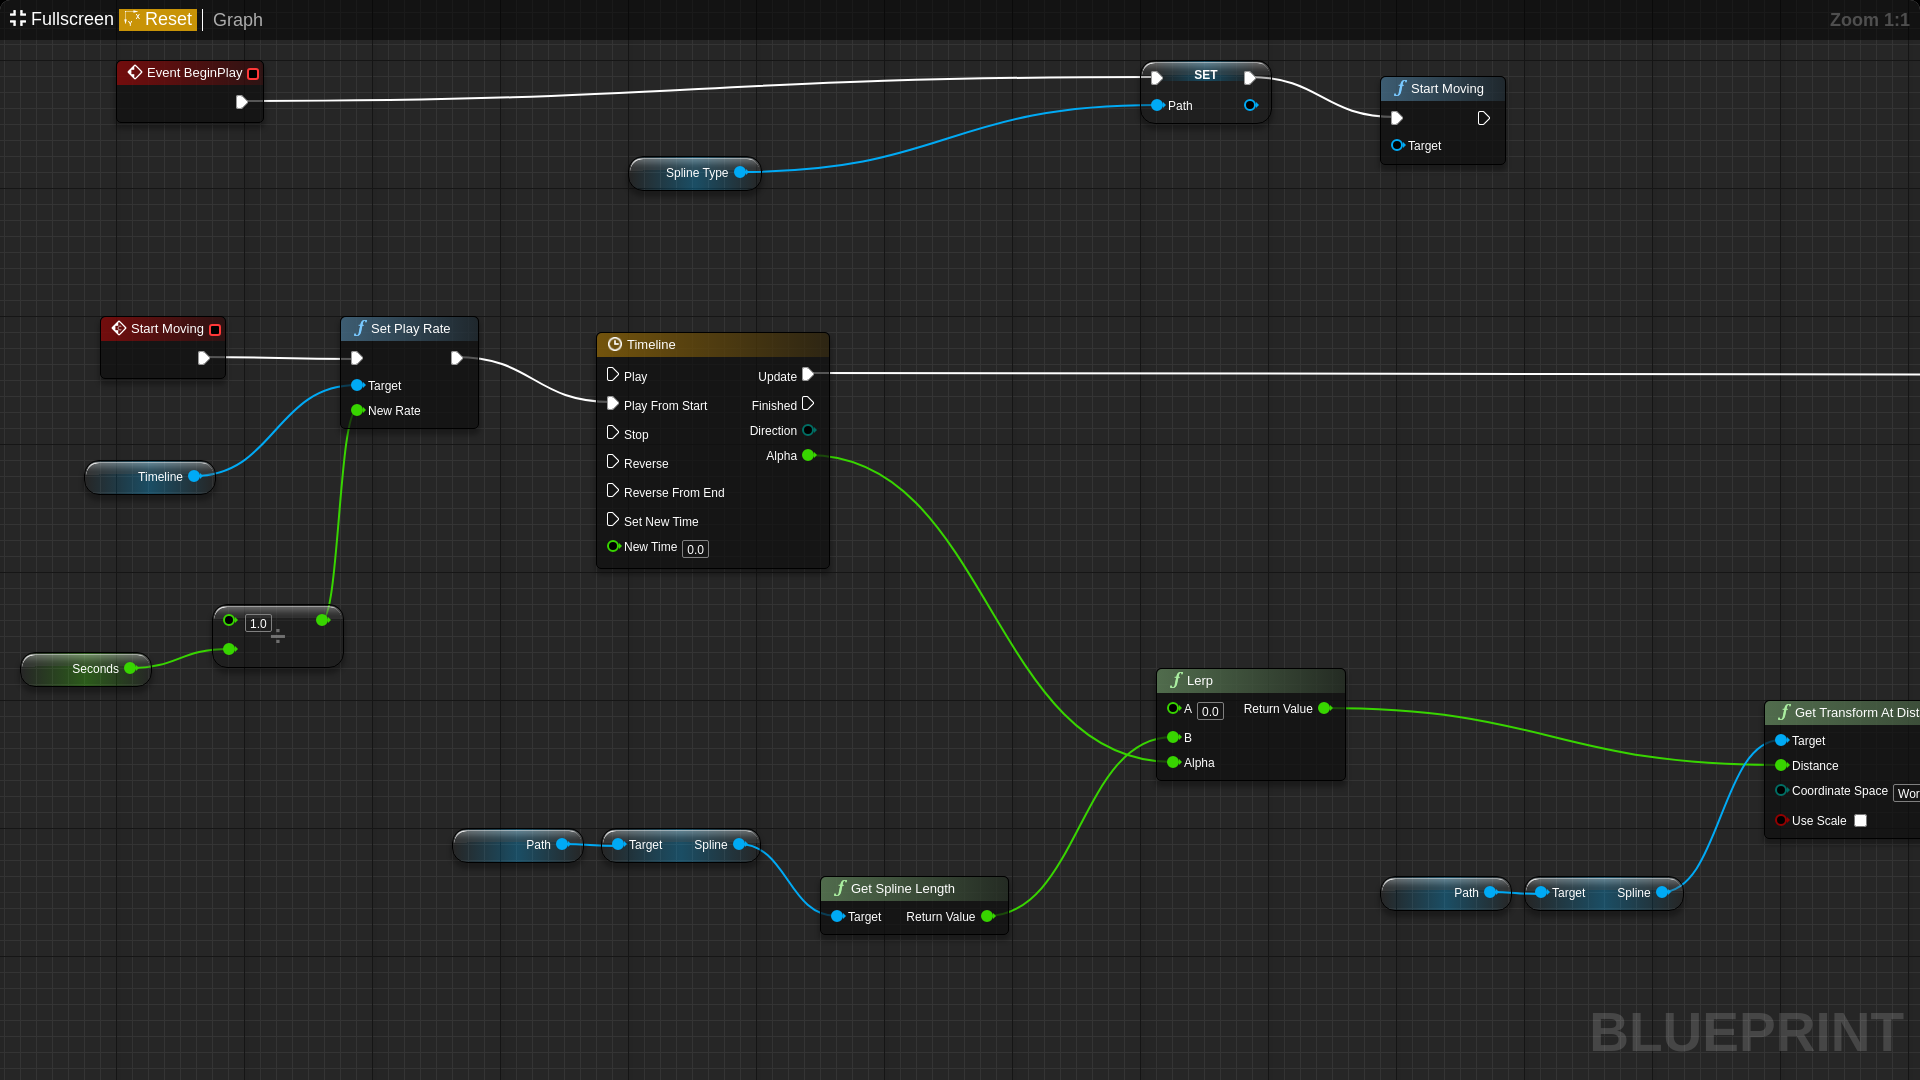 Fullscreen Reset Graph Zoom 1:1
Event BeginPlay
SET
Path
Start Moving
Target
Spline Type
Start Moving
Set Play Rate
Target
New Rate
Timeline
1.0
÷
Seconds
Timeline
Play Update
Play From Start Finished
Stop Direction
Reverse Alpha
Reverse From End
Set New Time
New Time 0.0
Lerp
A 0.0 Return Value
B
Alpha
Get Transform At Dist
Target
Distance
Coordinate Space Wor
Use Scale
Path Target Spline
Get Spline Length
Target Return Value
Path Target Spline
BLUEPRINT